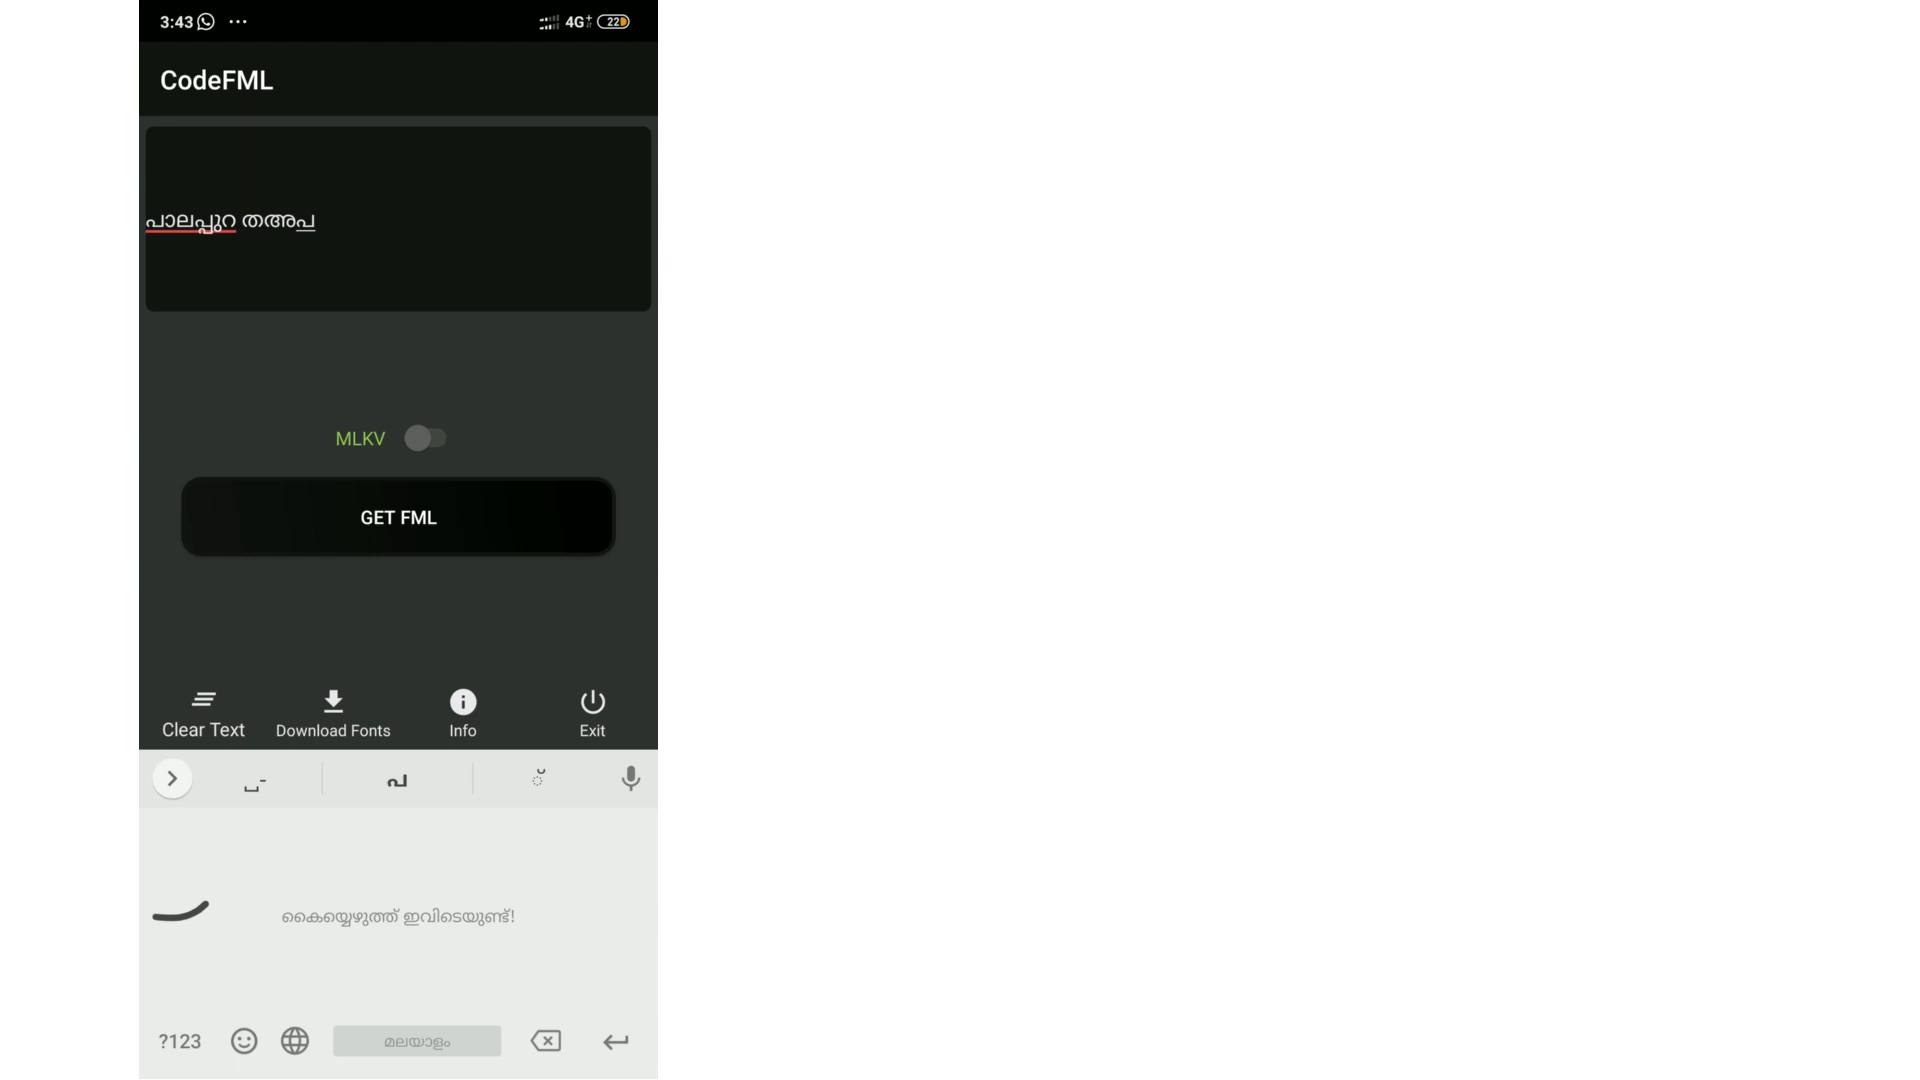 3:43 ... 4G+ 22
CodeFML
പാലപ്പുറ തഅപ
MLKV
GET FML
Clear Text Download Fonts Info Exit
പ
കൈയ്യെഴുത്ത് ഇവിടെയുണ്ട്!
?123 മലയാളം